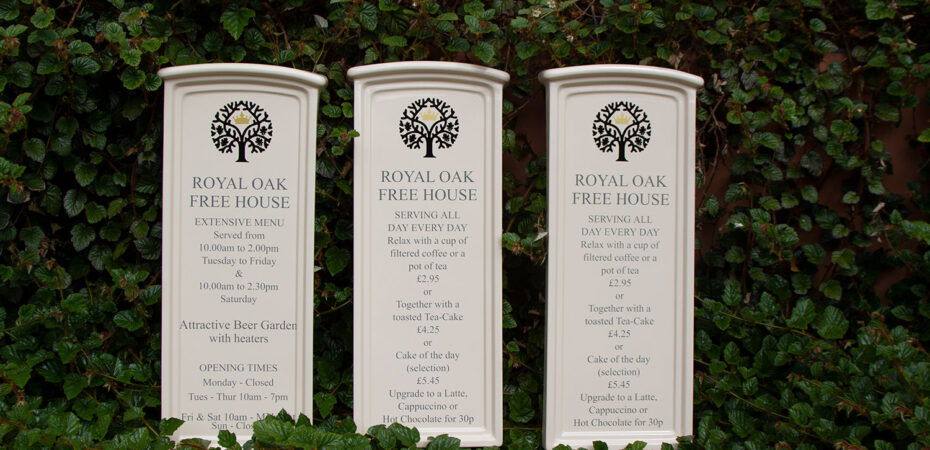 ROYAL OAK
FREE HOUSE
EXTENSIVE MENU
Served from
10.00am to 2.00pm
Tuesday to Friday
&
10.00am to 2.30pm
Saturday
Attractive Beer Garden
with heaters
OPENING TIMES
Monday - Closed
Tues - Thur 10am - 7pm
Fri & Sat 10am -
Sun -
ROYAL OAK
FREE HOUSE
SERVING ALL
DAY EVERY DAY
Relax with a cup of
filtered coffee or a
pot of tea
£2.95
or
Together with a
toasted Tea-Cake
£4.25
or
Cake of the day
(selection)
£5.45
Upgrade to a Latte,
Cappuccino or
Hot Chocolate for 30p
ROYAL OAK
FREE HOUSE
SERVING ALL
DAY EVERY DAY
Relax with a cup of
filtered coffee or a
pot of tea
£2.95
or
Together with a
toasted Tea-Cake
£4.25
or
Cake of the day
(selection)
£5.45
Upgrade to a Latte,
Cappuccino or
Hot Chocolate for 30p